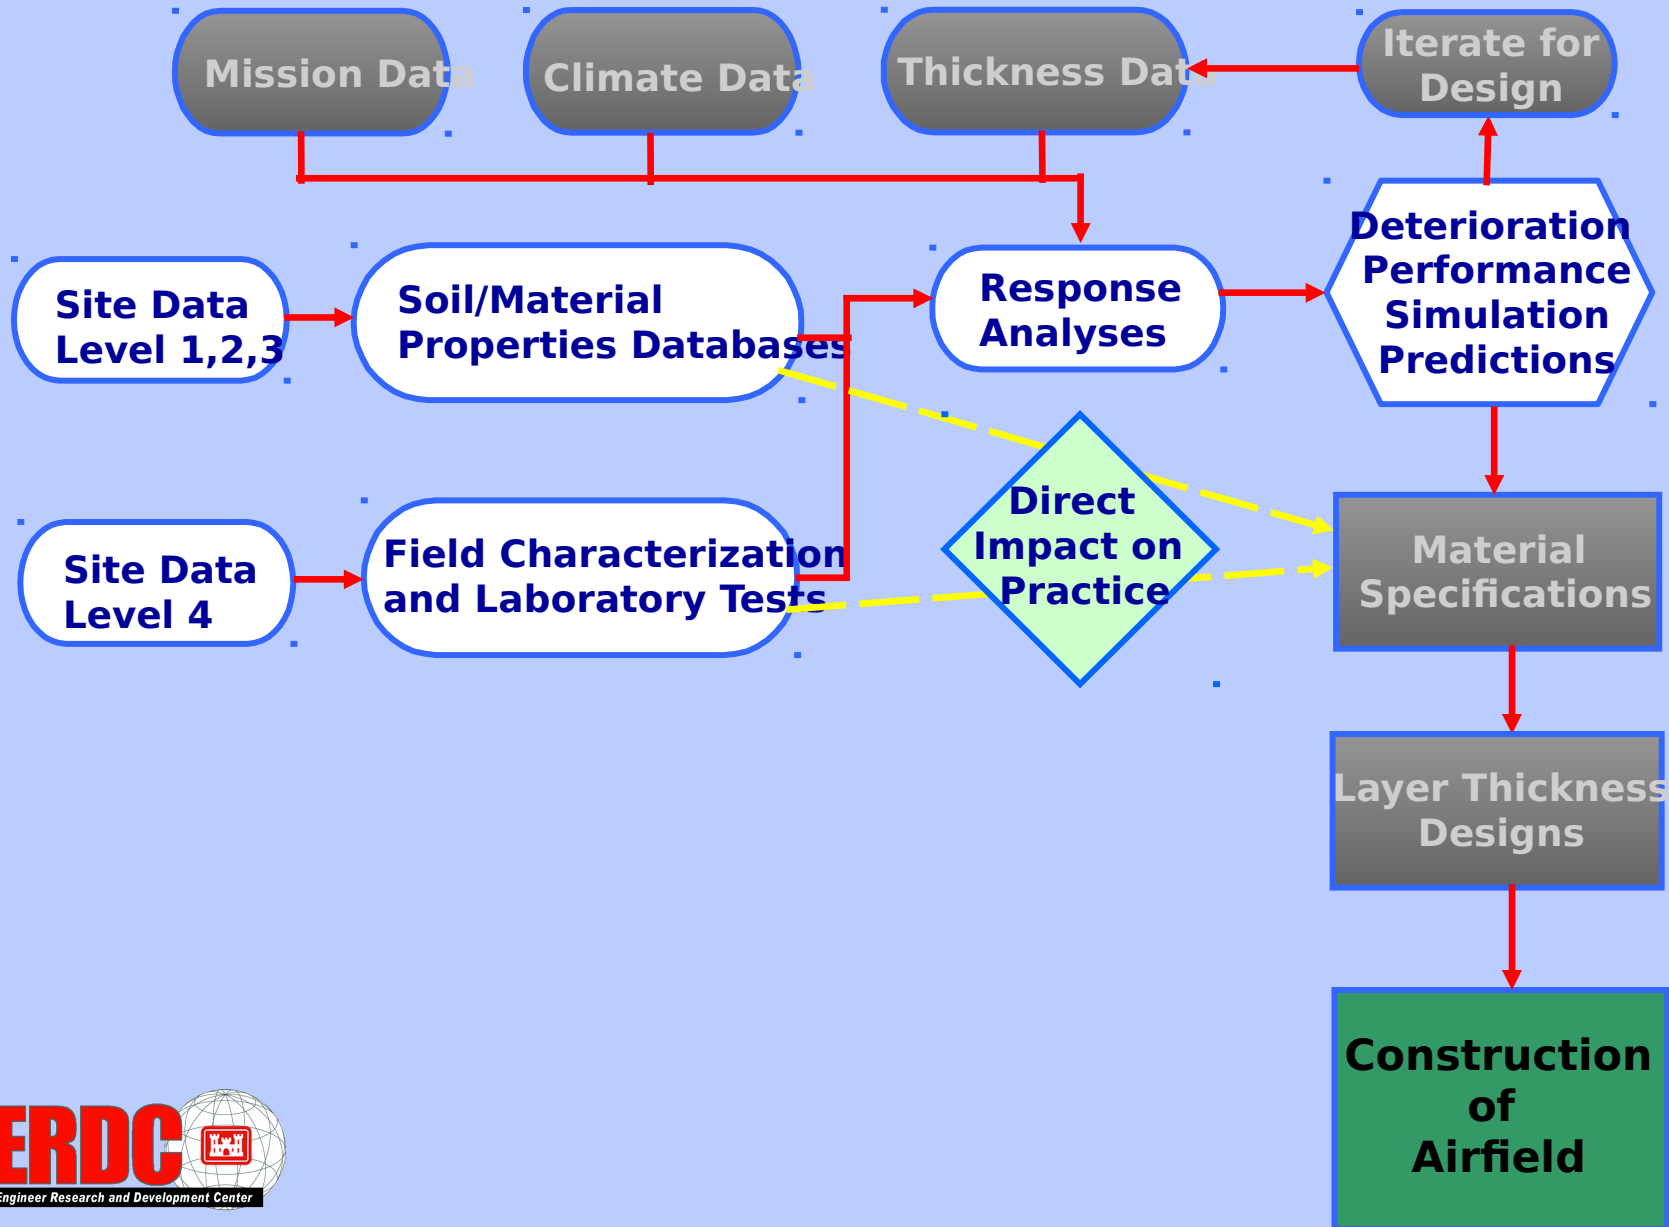 Mission Data
Climate Data
Thickness Data
Iterate for
Design
Deterioration
Performance
Simulation
Predictions
Site Data
Level 1,2,3
Soil/Material
Properties Databases
Response
Analyses
Site Data
Level 4
Field Characterization
and Laboratory Tests
Direct
Impact on
Practice
Material
Specifications
Layer Thickness
Designs
Construction
of
Airfield
ERDC
Engineer Research and Development Center